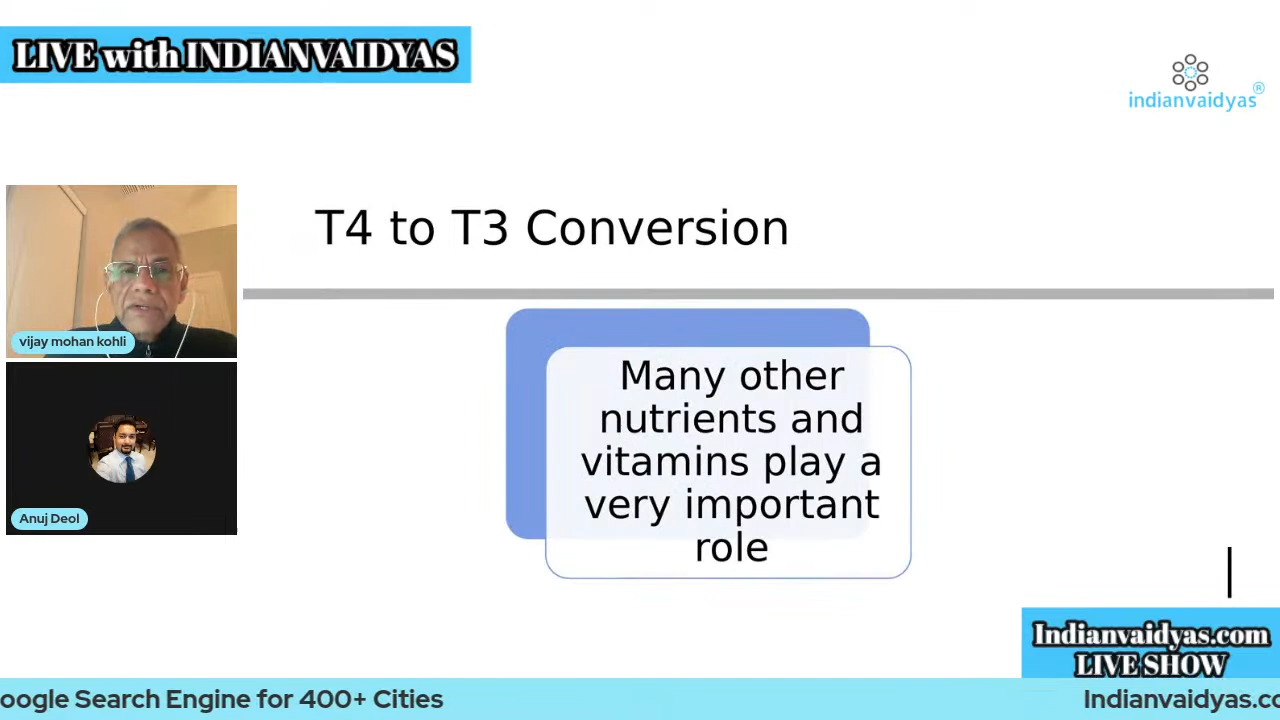 LIVE with INDIANVAIDYAS
indianvaidyas®
T4 to T3 Conversion
vijay mohan kohli
Many other
nutrients and
vitamins play a
very important
role
Anuj Deol
Indianvaidyas.com
LIVE SHOW
oogle Search Engine for 400+ Cities
Indianvaidyas.co